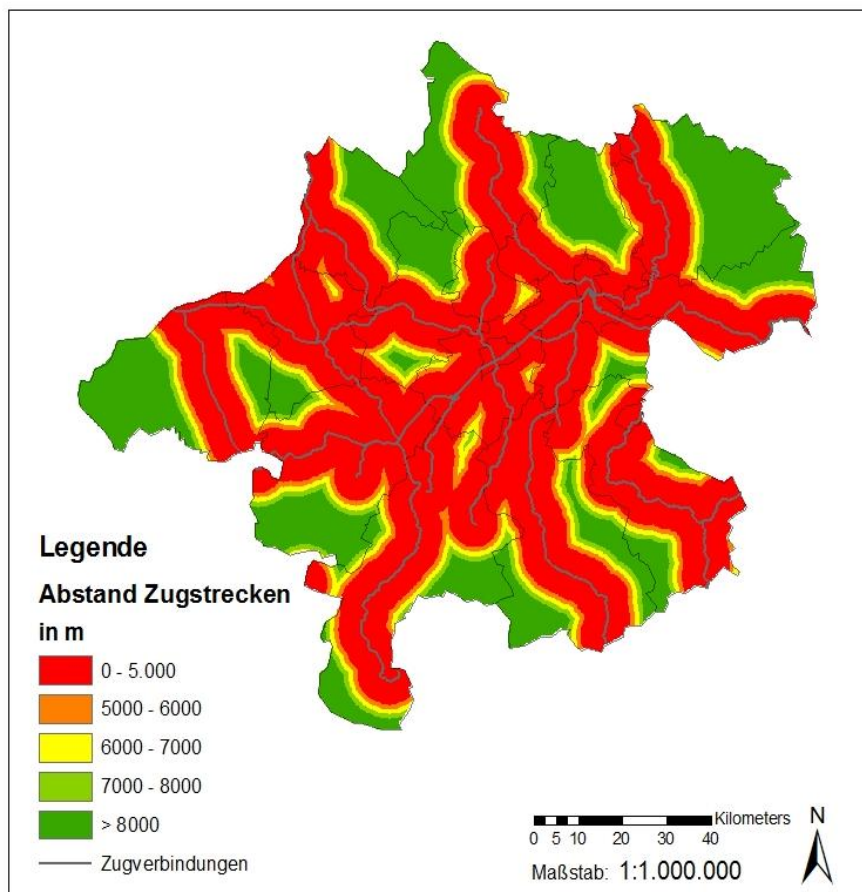 Legende
Abstand Zugstrecken
in m
0 - 5.000
5000 - 6000
6000 - 7000
7000 - 8000
> 8000
Zugverbindungen
Kilometers
0 5 10 20 30 40
N
Maßstab: 1:1.000.000